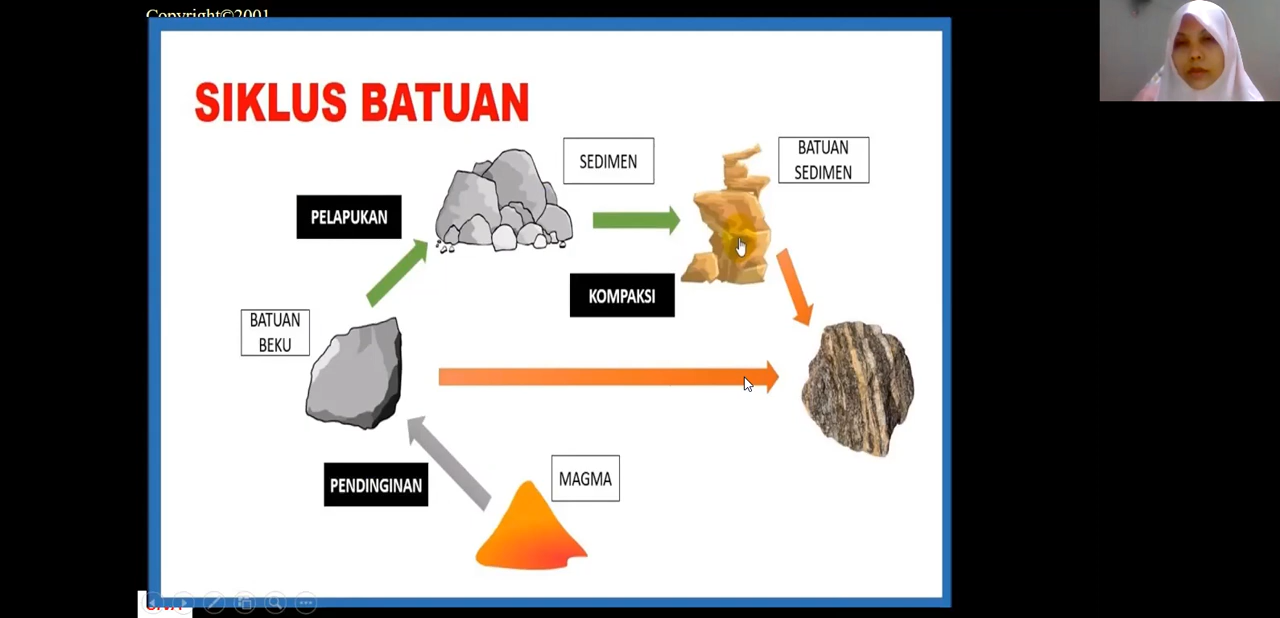 Copyright©2001
SIKLUS BATUAN
SEDIMEN
BATUAN
SEDIMEN
PELAPUKAN
KOMPAKSI
BATUAN
BEKU
PENDINGINAN
MAGMA